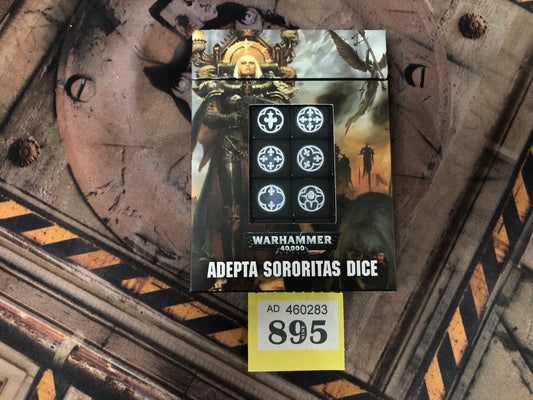 WARHAMMER
40,000
ADEPTA SORORITAS DICE
AD 460283
895